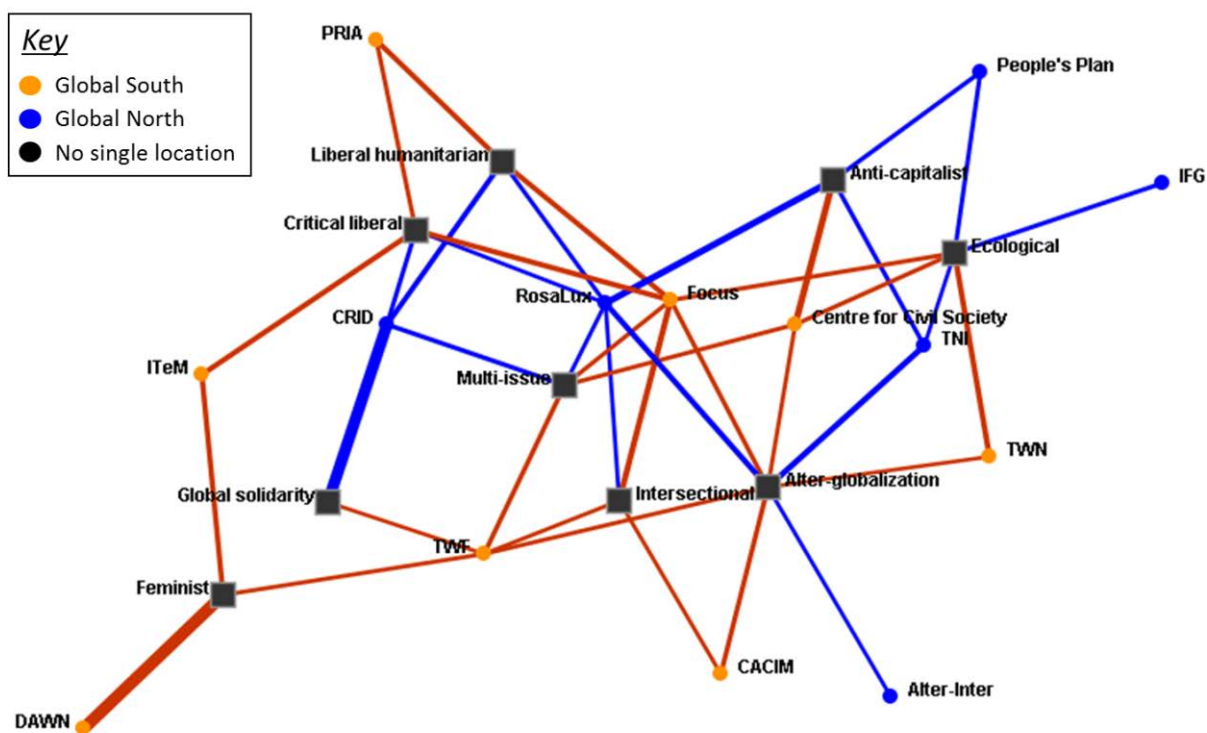 Key
Global South
Global North
No single location
PRIA
People's Plan
Liberal humanitarian
Anti-capitalist
IFG
Critical liberal
Ecological
RosaLux
Focus
CRID
Centre for Civil Society
TNI
ITeM
Multi-issue
TWN
Alter-globalization
Global solidarity
Intersectional
TWF
Feminist
CACIM
Alter-Inter
DAWN